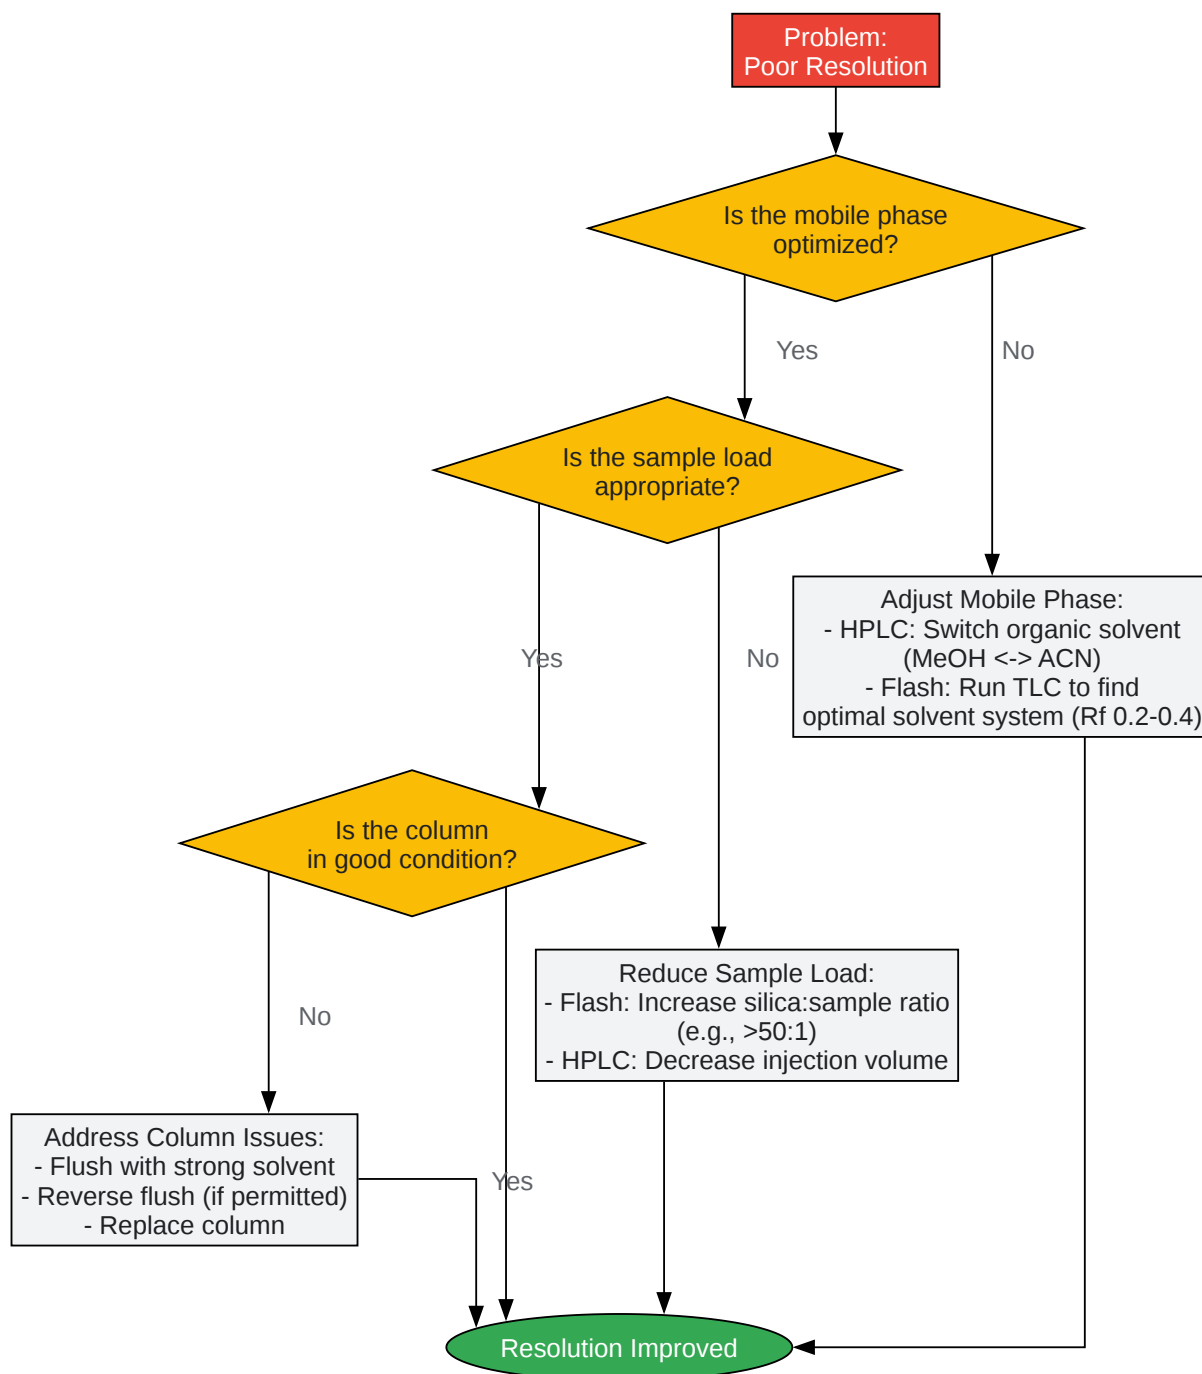 Problem:
Poor Resolution
Is the mobile phase
optimized?
Yes
No
Is the sample load
appropriate?
Yes
No
Adjust Mobile Phase:
- HPLC: Switch organic solvent
(MeOH <-> ACN)
- Flash: Run TLC to find
optimal solvent system (Rf 0.2-0.4)
Is the column
in good condition?
No
Yes
Reduce Sample Load:
- Flash: Increase silica:sample ratio
(e.g., >50:1)
- HPLC: Decrease injection volume
Address Column Issues:
- Flush with strong solvent
- Reverse flush (if permitted)
- Replace column
Resolution Improved